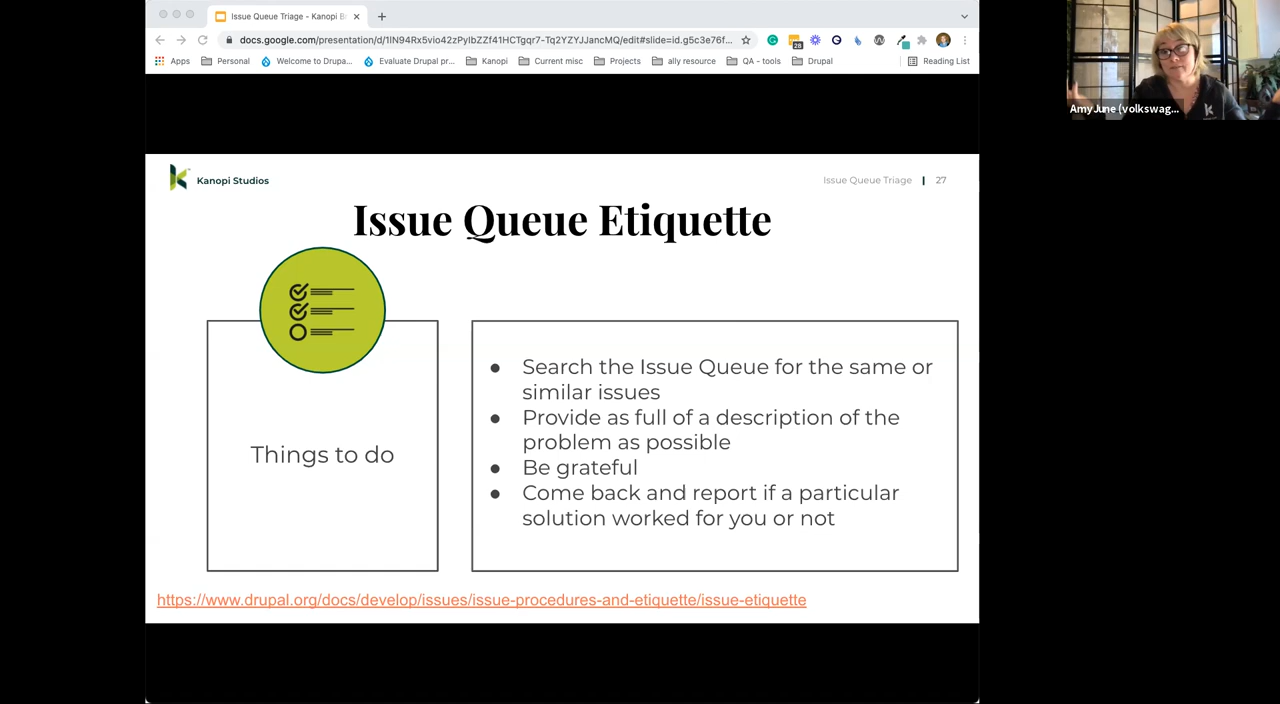 Issue Queue Triage - Kanopi B
docs.google.com/presentation/d/1IN94Rx5vio42zPyIbZZf41HCTgqr7-Tq2YZYJJancMQ/edit#slide=id.g5c3e76f...
28
Apps Personal Welcome to Drupa... Evaluate Drupal pr... Kanopi Current misc Projects ally resource QA - tools Drupal Reading List
AmyJune (volkswag...
Kanopi Studios
Issue Queue Triage | 27
Issue Queue Etiquette
Things to do
● Search the Issue Queue for the same or
similar issues
● Provide as full of a description of the
problem as possible
● Be grateful
● Come back and report if a particular
solution worked for you or not
https://www.drupal.org/docs/develop/issues/issue-procedures-and-etiquette/issue-etiquette